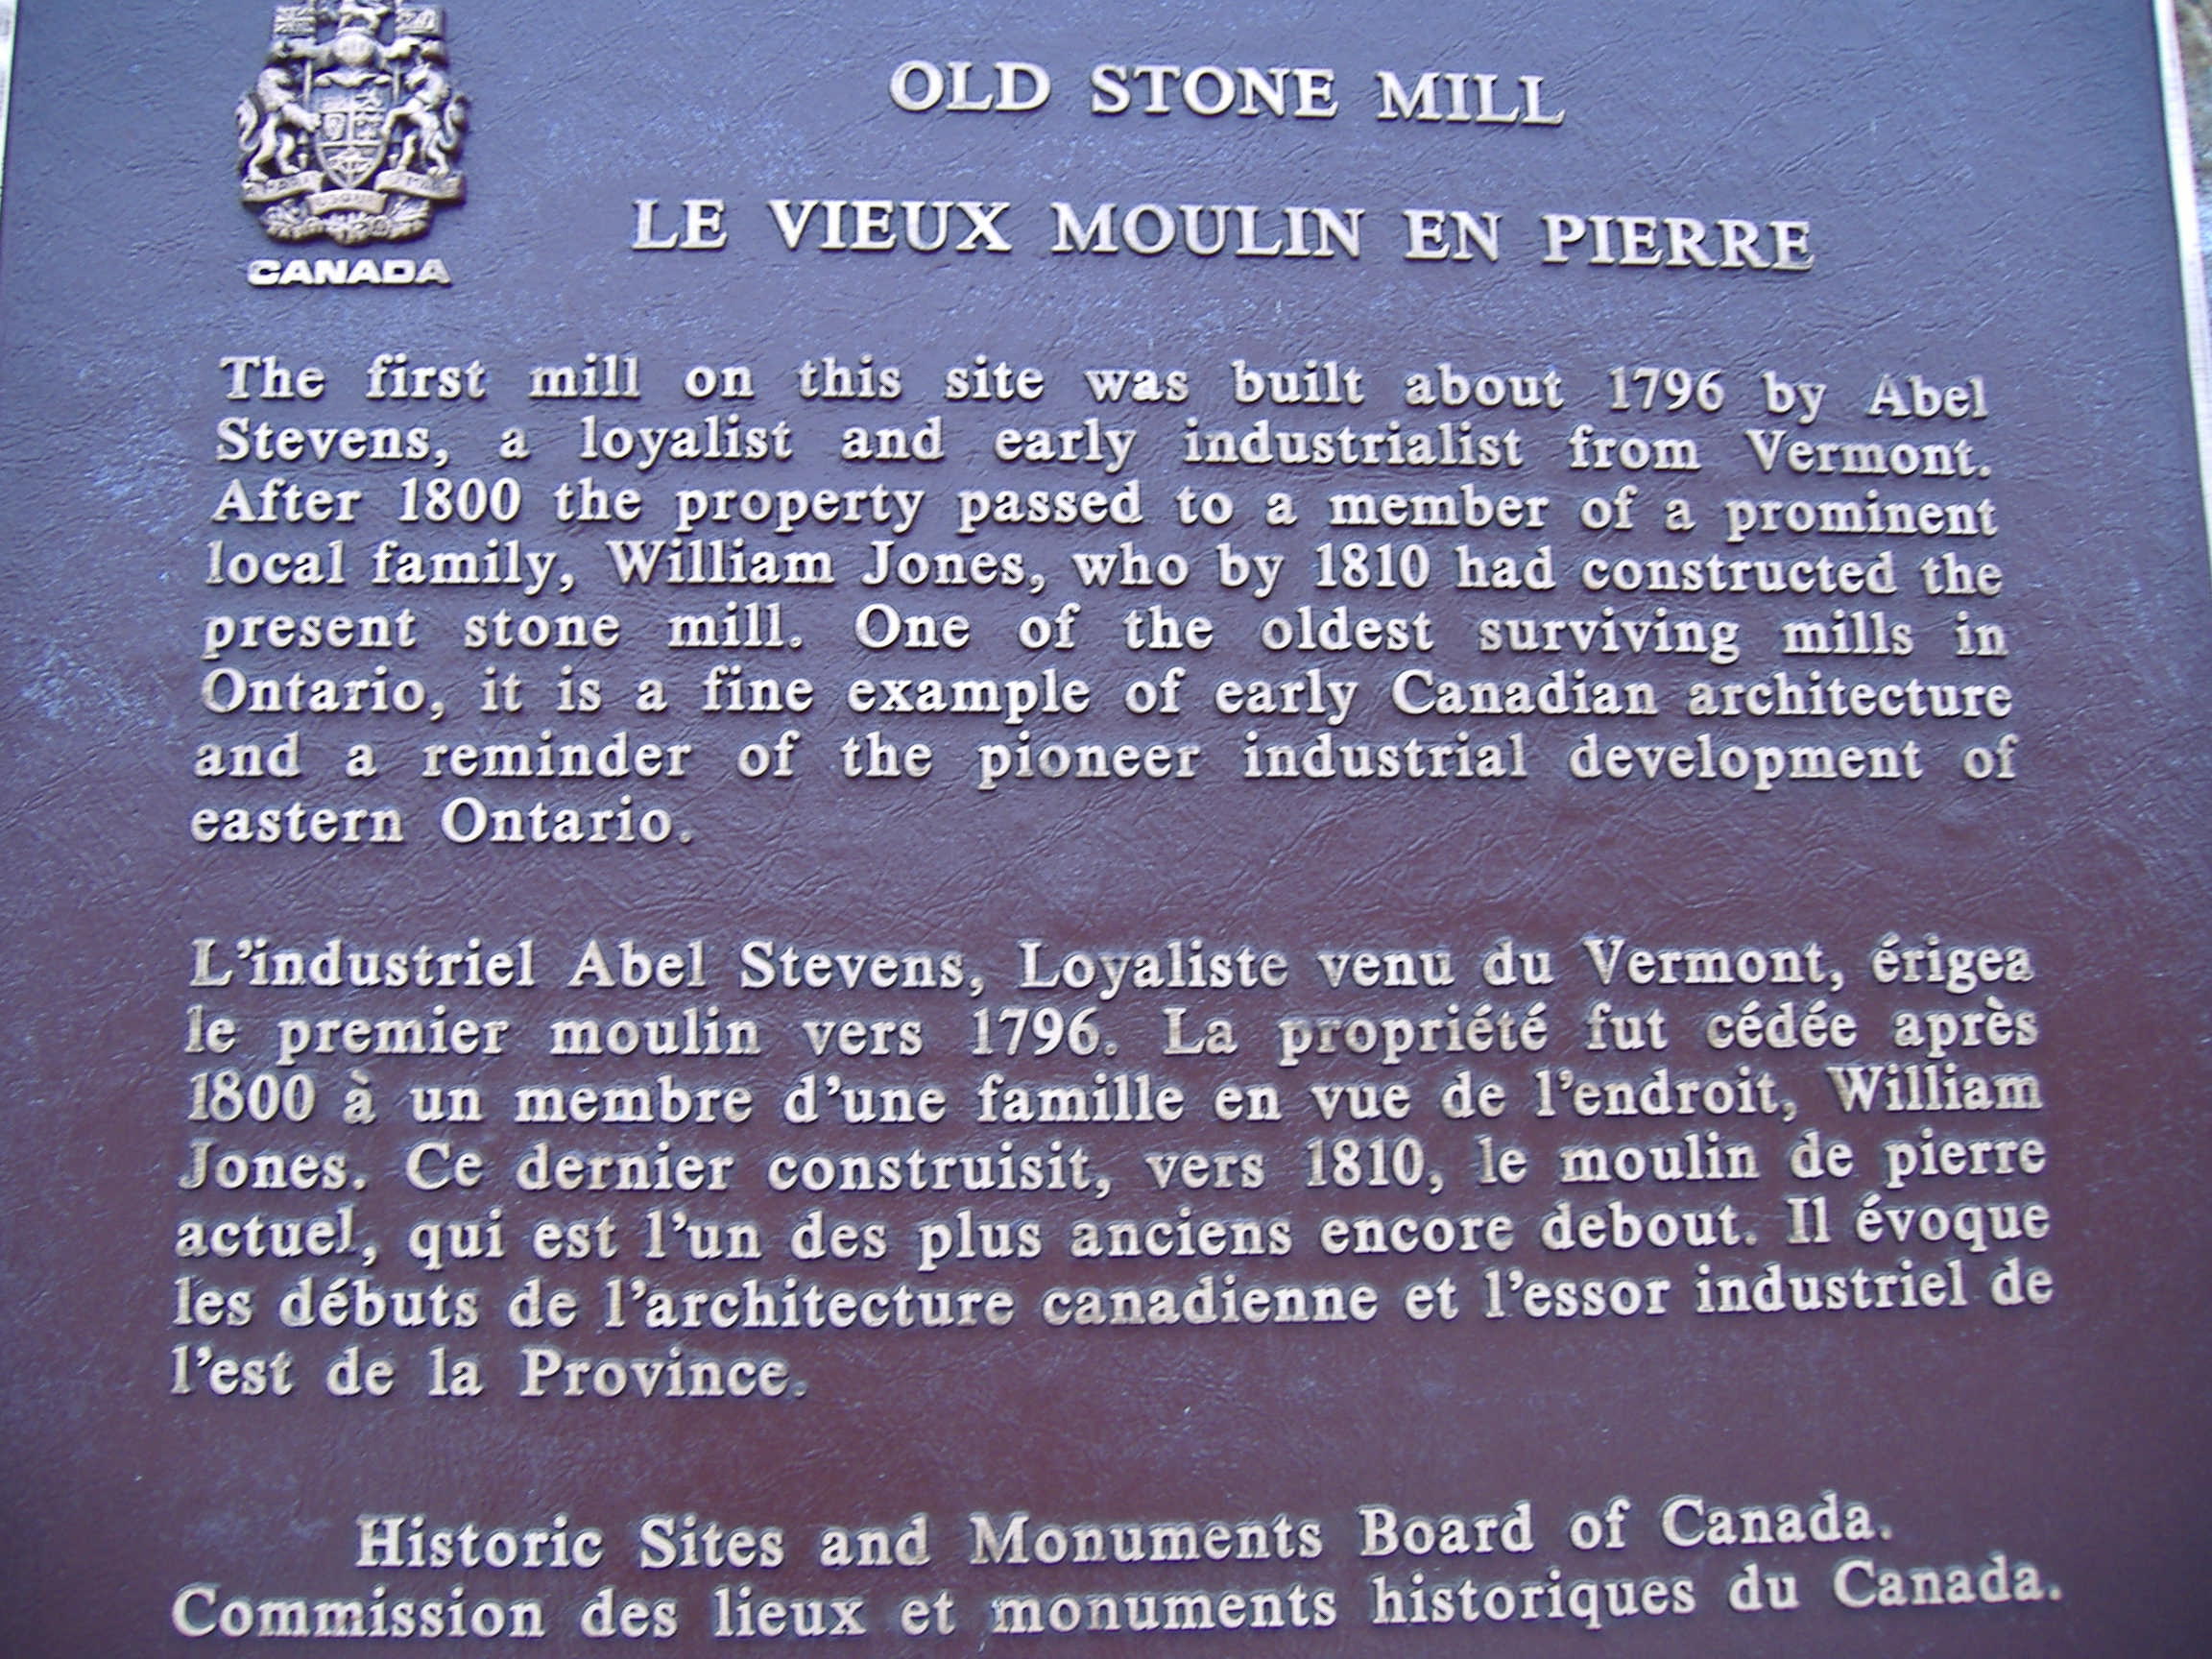 OLD STONE MILL
LE VIEUX MOULIN EN PIERRE
CANADA
The first mill on this site was built about 1796 by Abel
Stevens, a loyalist and early industrialist from Vermont.
After 1800 the property passed to a member of a prominent
local family, William Jones, who by 1810 had constructed the
present stone mill. One of the oldest surviving mills in
Ontario, it is a fine example of early Canadian architecture
and a reminder of the pioneer industrial development of
eastern Ontario.
L'industriel Abel Stevens, Loyaliste venu du Vermont, érigea
le premier moulin vers 1796. La propriété fut cédée après
1800 à un membre d'une famille en vue de l'endroit, William
Jones. Ce dernier construisit, vers 1810, le moulin de pierre
actuel, qui est l'un des plus anciens encore debout. Il évoque
les débuts de l'architecture canadienne et l'essor industriel de
l'est de la Province.
Historic Sites and Monuments Board of Canada.
Commission des lieux et monuments historiques du Canada.